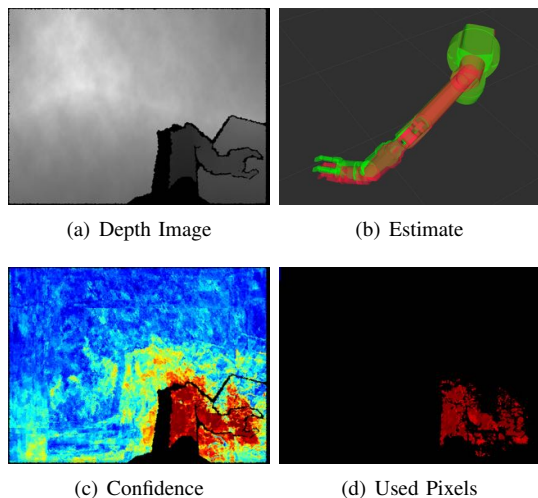 (a) Depth Image
(b) Estimate
(c) Confidence
(d) Used Pixels